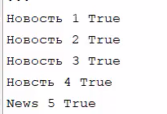 Новость 1 True
Новость 2 True
Новость 3 True
Новсть 4 True
News 5 True